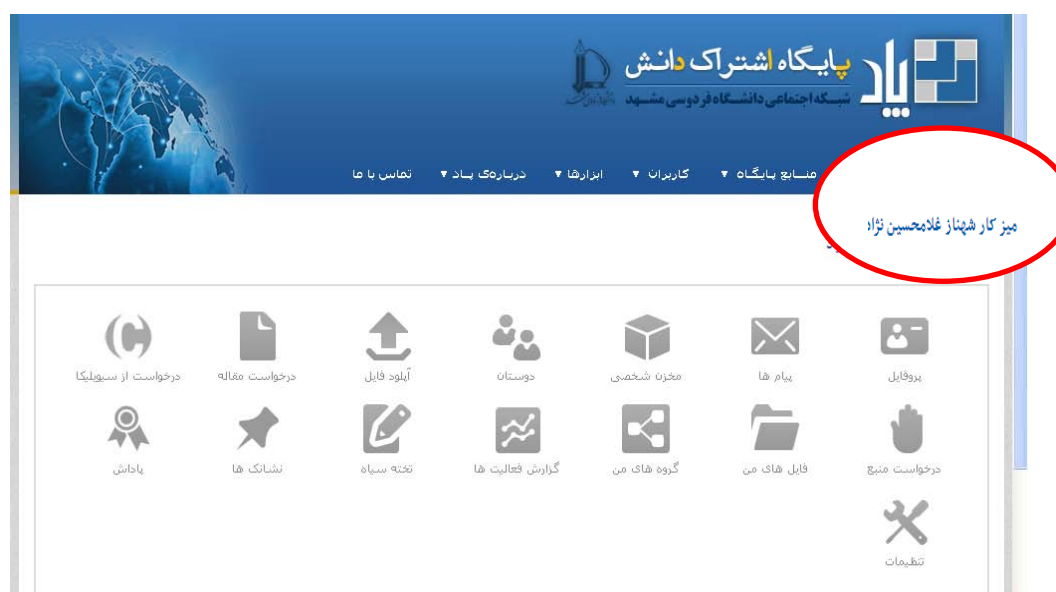 پاد
پایگاه اشتراک دانش
شبکه اجتماعی دانشگاه فردوسی مشهد
منابع پایگاه ▼ کاربران ▼ ابزارها ▼ درباره‌ی پاد ▼ تماس با ما
میز کار شهناز غلامحسین نژاد
پروفایل پیام ها مخزن شخصی دوستان آپلود فایل درخواست مقاله درخواست از سیویلیکا
درخواست منبع فایل های من گروه های من گزارش فعالیت ها تخته سیاه نشانک ها پاداش
تنظیمات